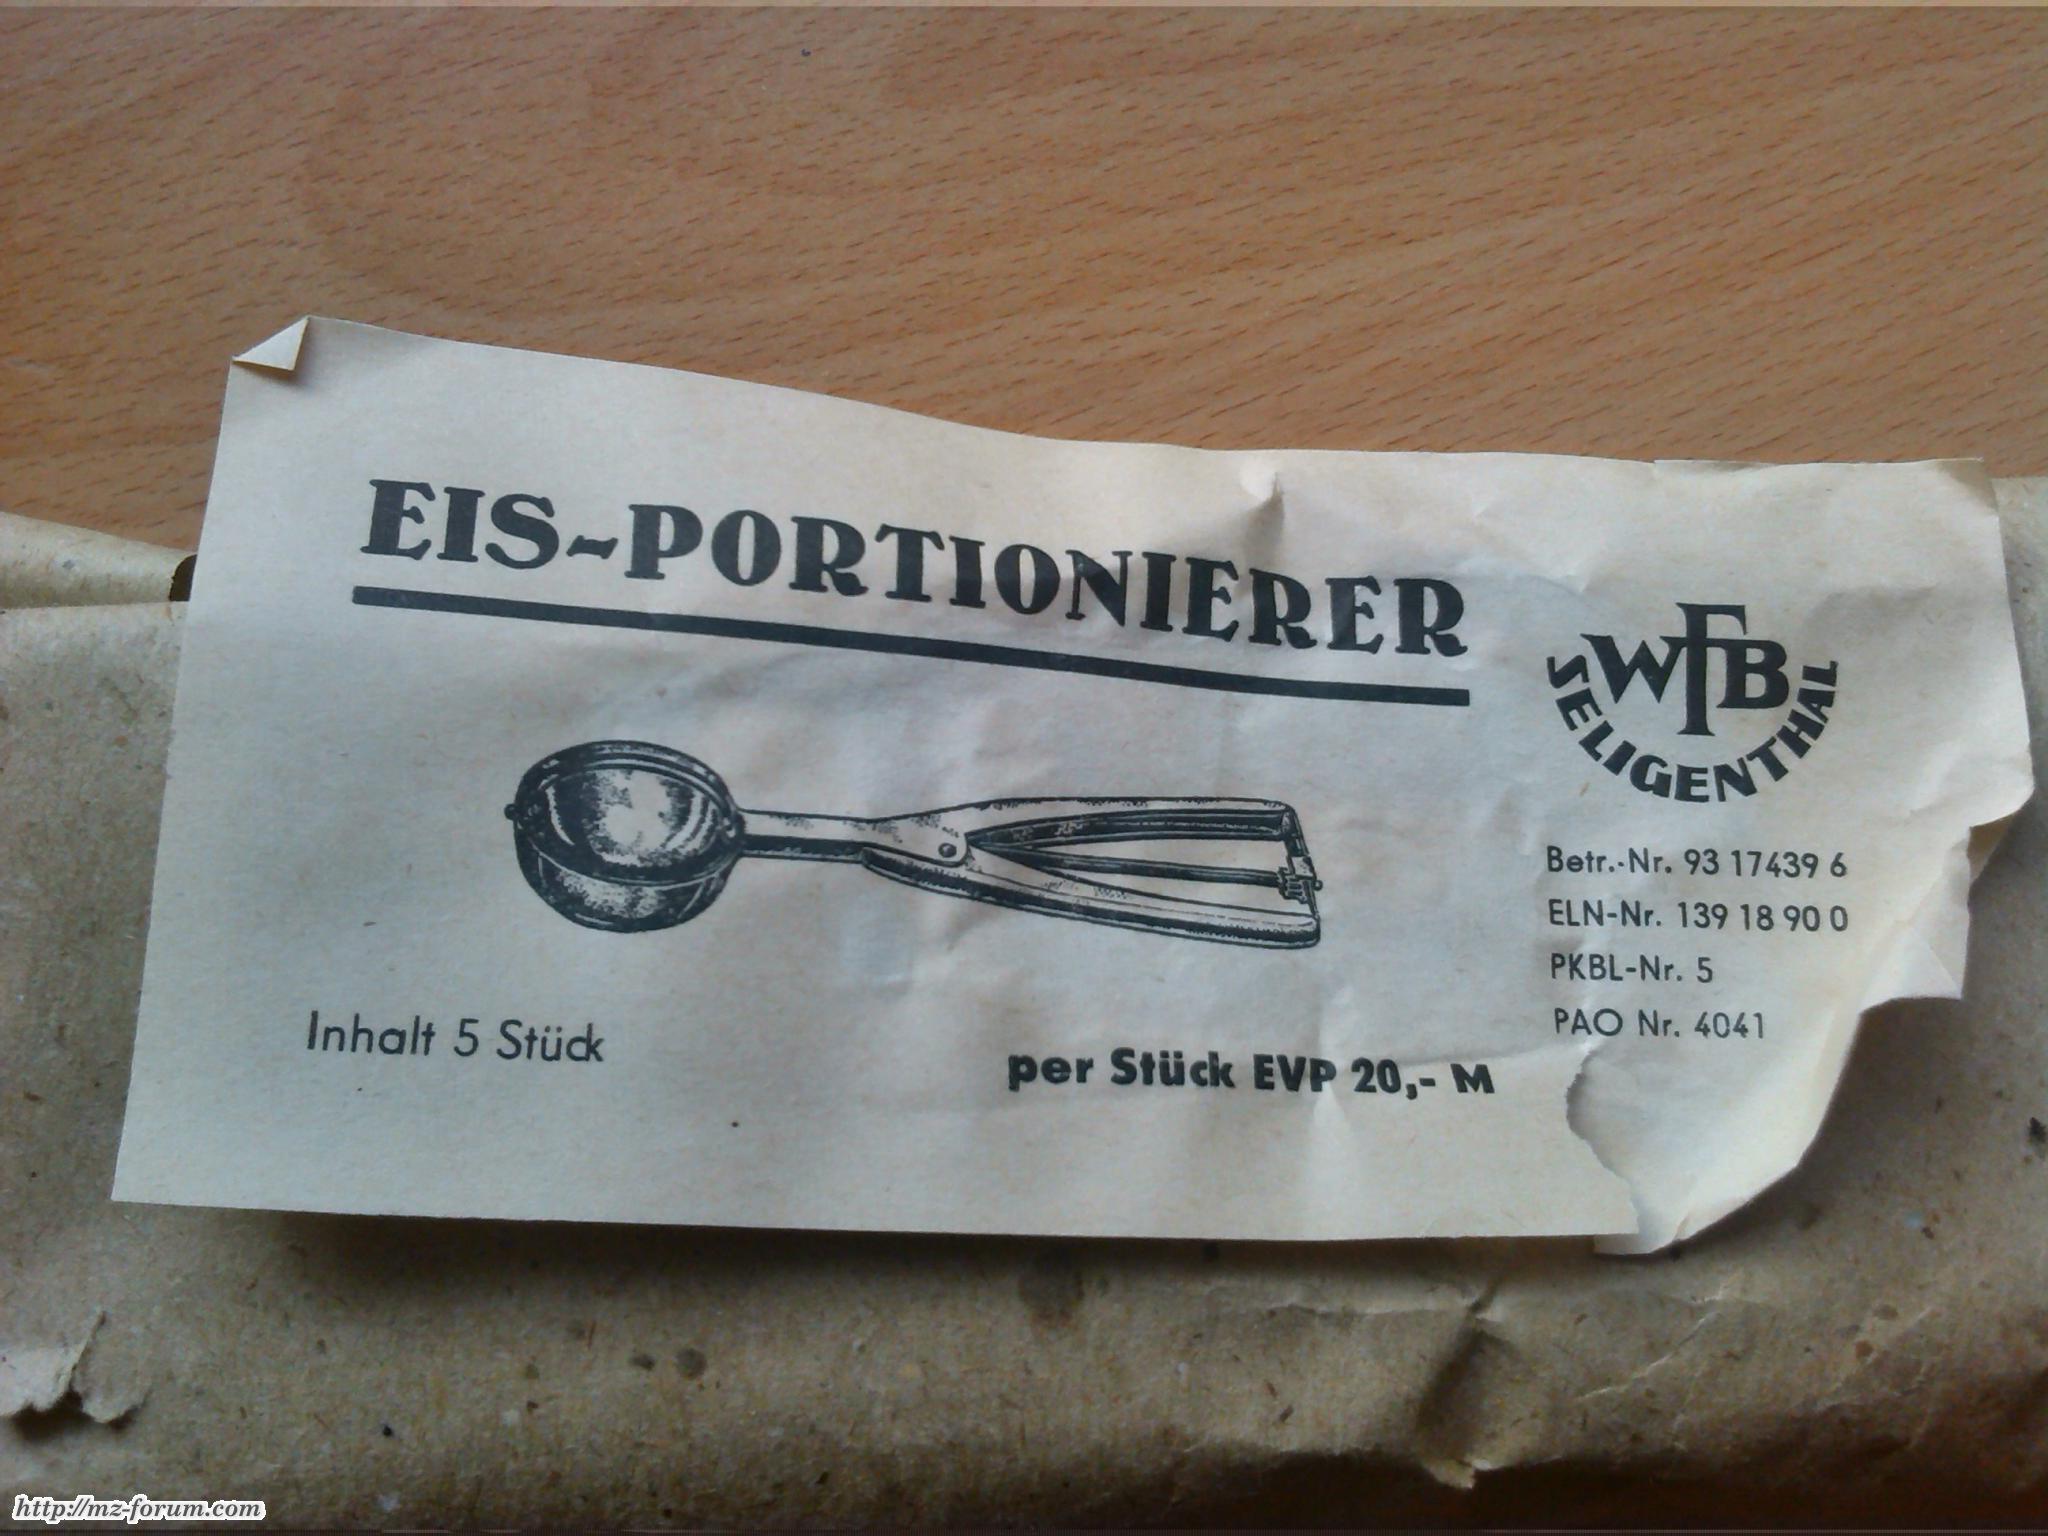 EIS-PORTIONIERER
WFB
SELIGENTHAL
Betr.-Nr. 93 17439 6
ELN-Nr. 139 18 90 0
PKBL-Nr. 5
PAO Nr. 4041
Inhalt 5 Stück
per Stück EVP 20,- M
http://mz-forum.com